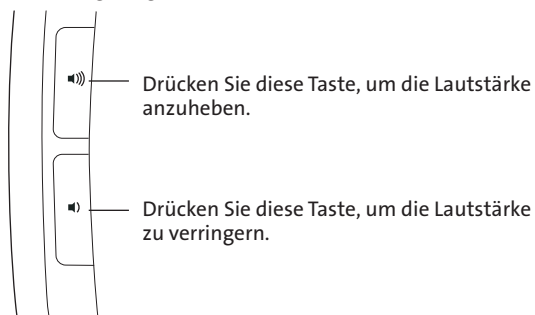 Drücken Sie diese Taste, um die Lautstärke
anzuheben.
Drücken Sie diese Taste, um die Lautstärke
zu verringern.